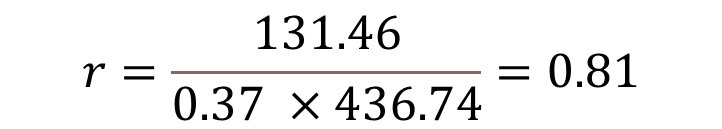 r = 131.46 / 0.37 × 436.74 = 0.81